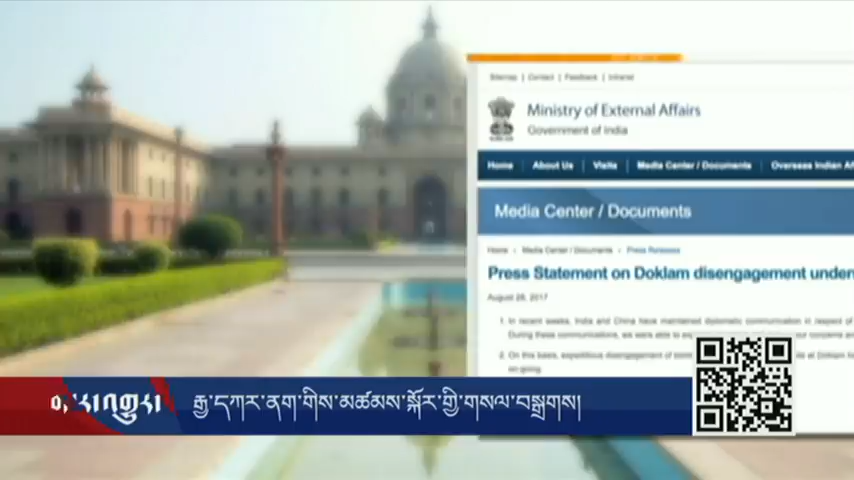 Sitemap | Contact | Feedback | Intranet
Ministry of External Affairs
Government of India
Home | About Us | Visits | Media Center / Documents | Overseas Indian Af
Media Center / Documents
Home › Media Center / Documents › Press Releases
Press Statement on Doklam disengagement under
August 28, 2017
1. In recent weeks, India and China have maintained diplomatic communication in respect of
During these communications, we were able to our concerns an
2. On this basis, expeditious disengagement of at Doklam h
on-going.
རྒྱ་དཀར་ནག་གིས་མཚམས་སྐོར་གྱི་གསལ་བསྒྲགས།